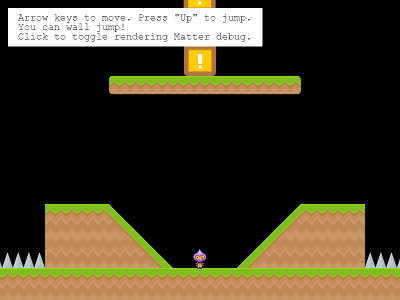 Arrow keys to move. Press "Up" to jump.
You can wall jump!
Click to toggle rendering Matter debug.
!
!